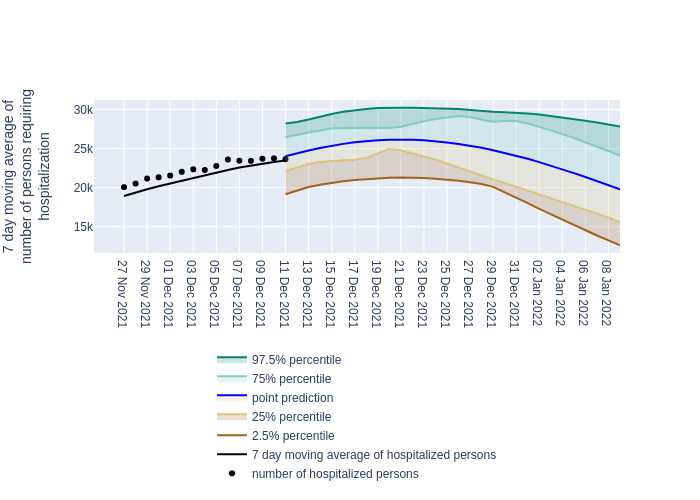 7 day moving average of
number of persons requiring
hospitalization
30k
25k
20k
15k
27 Nov 2021
29 Nov 2021
01 Dec 2021
03 Dec 2021
05 Dec 2021
07 Dec 2021
09 Dec 2021
11 Dec 2021
13 Dec 2021
15 Dec 2021
17 Dec 2021
19 Dec 2021
21 Dec 2021
23 Dec 2021
25 Dec 2021
27 Dec 2021
29 Dec 2021
31 Dec 2021
02 Jan 2022
04 Jan 2022
06 Jan 2022
08 Jan 2022
97.5% percentile
75% percentile
point prediction
25% percentile
2.5% percentile
7 day moving average of hospitalized persons
number of hospitalized persons